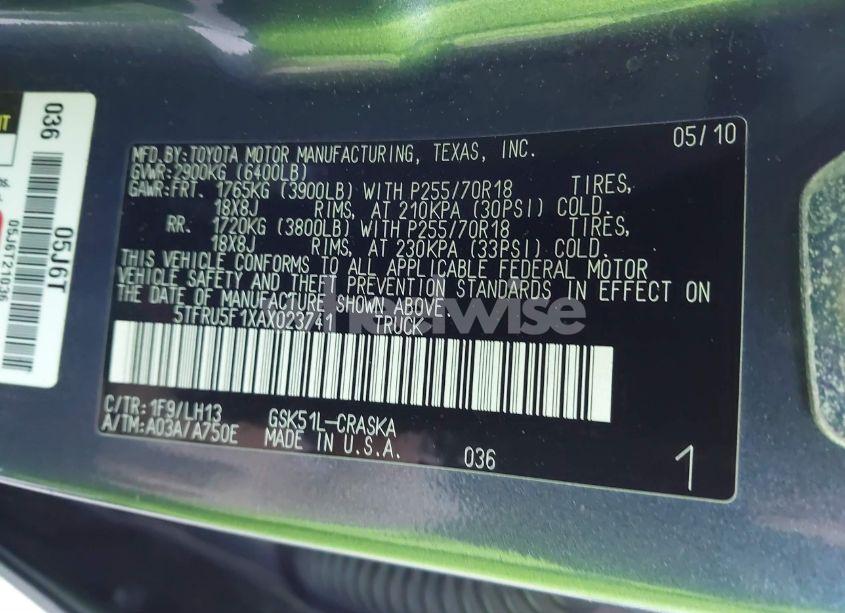 036
05J6T
05J6T21036
MFD. BY: TOYOTA MOTOR MANUFACTURING, TEXAS, INC. 05/10
GVWR: 2900KG (6400LB)
GAWR: FRT. 1765KG (3900LB) WITH P255/70R18 TIRES,
18X8J RIMS, AT 210KPA (30PSI) COLD.
RR. 1720KG (3800LB) WITH P255/70R18 TIRES,
18X8J RIMS, AT 230KPA (33PSI) COLD.
THIS VEHICLE CONFORMS TO ALL APPLICABLE FEDERAL MOTOR
VEHICLE SAFETY AND THEFT PREVENTION STANDARDS IN EFFECT ON
THE DATE OF MANUFACTURE SHOWN ABOVE.
5TFRU5F1XAX023741 TRUCK
C/TR: 1F9/LH13 GSK51L-CRASKA
A/TM: A03A/A750E MADE IN U.S.A.
036 1